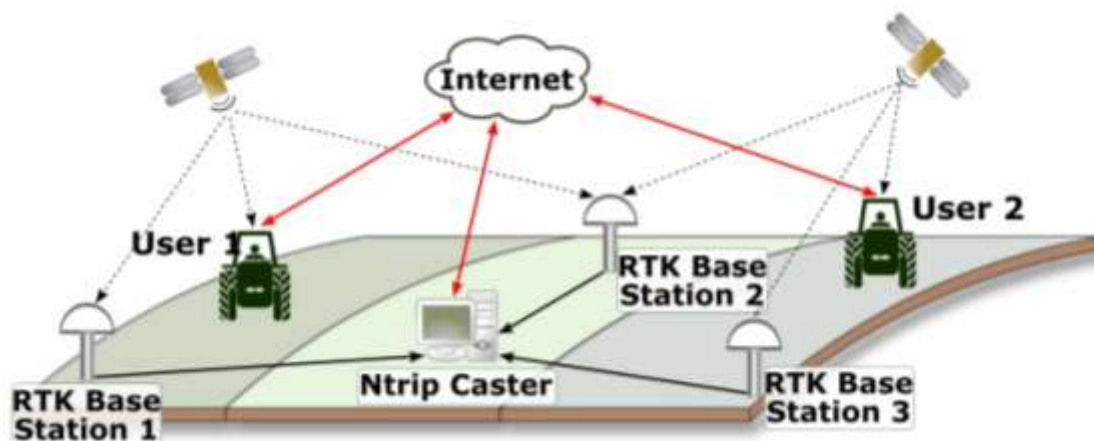 Internet
User 1
User 2
RTK Base
Station 2
Ntrip Caster
RTK Base
Station 1
RTK Base
Station 3